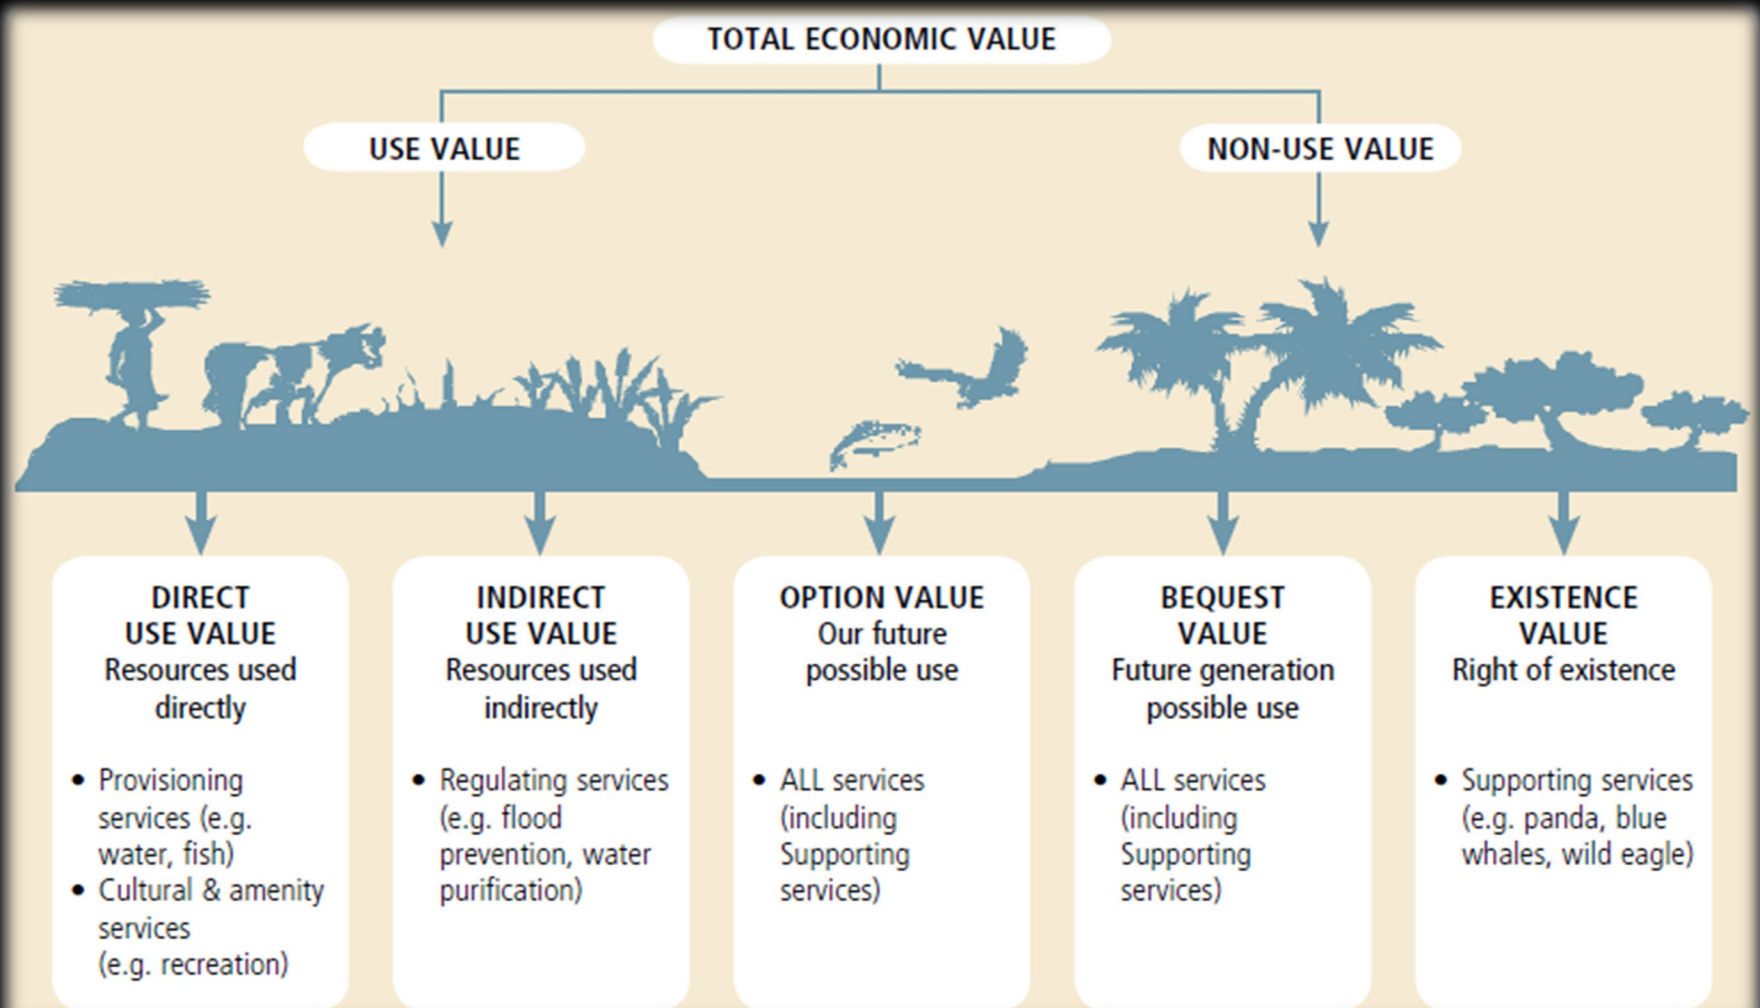 TOTAL ECONOMIC VALUE
USE VALUE
NON-USE VALUE
DIRECT
USE VALUE
Resources used
directly
• Provisioning
services (e.g.
water, fish)
• Cultural & amenity
services
(e.g. recreation)
INDIRECT
USE VALUE
Resources used
indirectly
• Regulating services
(e.g. flood
prevention, water
purification)
OPTION VALUE
Our future
possible use
• ALL services
(including
Supporting
services)
BEQUEST
VALUE
Future generation
possible use
• ALL services
(including
Supporting
services)
EXISTENCE
VALUE
Right of existence
• Supporting services
(e.g. panda, blue
whales, wild eagle)